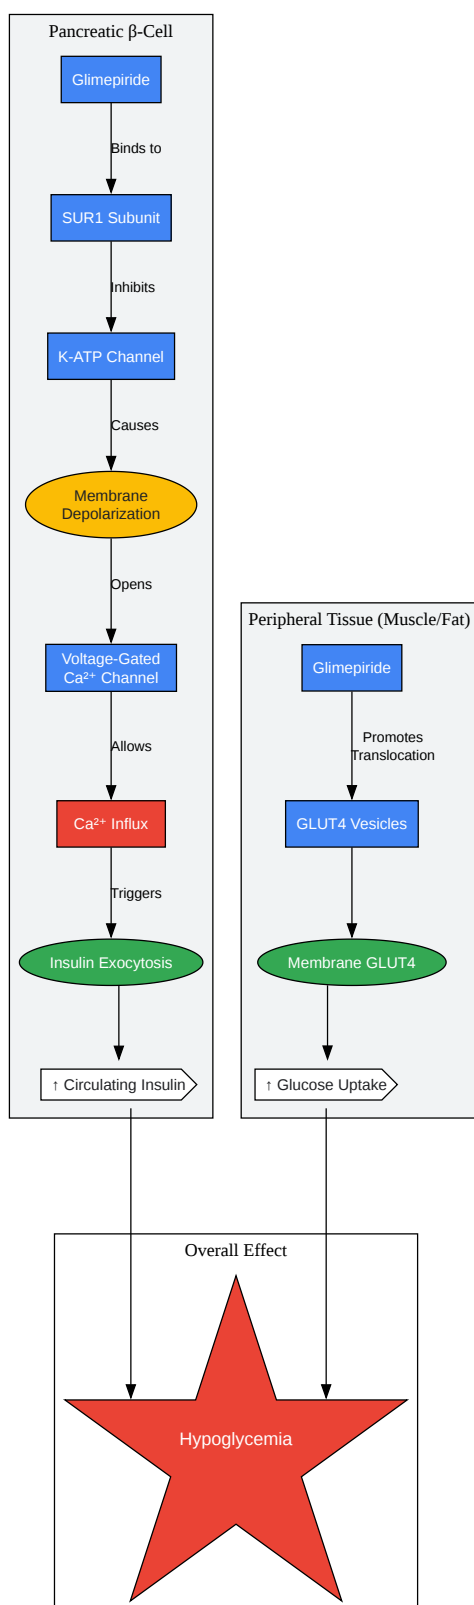 Pancreatic β-Cell
Glimepiride
Binds to
SUR1 Subunit
Inhibits
K-ATP Channel
Causes
Membrane
Depolarization
Opens
Voltage-Gated
Ca²⁺ Channel
Allows
Ca²⁺ Influx
Triggers
Insulin Exocytosis
↑ Circulating Insulin
Peripheral Tissue (Muscle/Fat)
Glimepiride
Promotes
Translocation
GLUT4 Vesicles
Membrane GLUT4
↑ Glucose Uptake
Overall Effect
Hypoglycemia